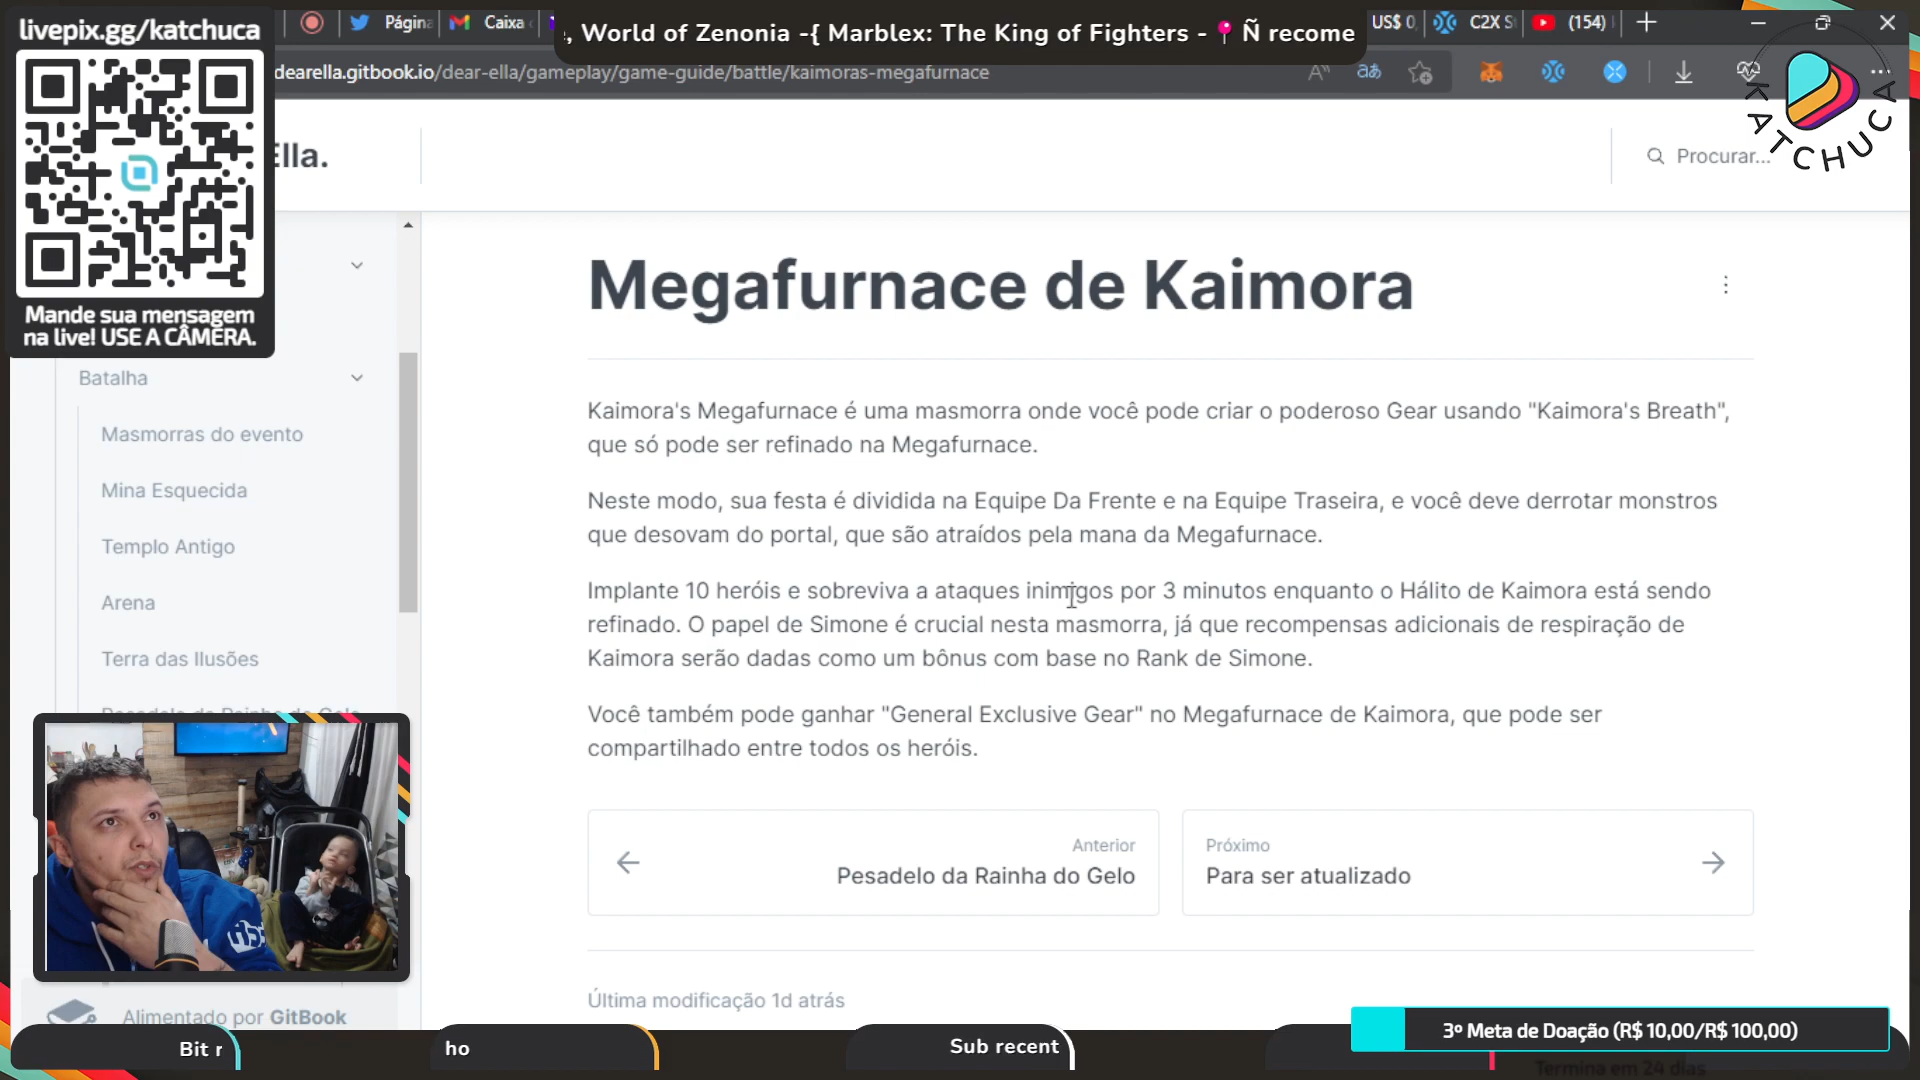 livepix.gg/katchuca
Página
Caixa
, World of Zenonia -{ Marblex: The King of Fighters - 📍 Ñ recome
US$ 0,
C2X S
(154)
dearella.gitbook.io/dear-ella/gameplay/game-guide/battle/kaimoras-megafurnace
KATCHUCA
Ella.
Procurar...
Mande sua mensagem
na live! USE A CÂMERA.
Megafurnace de Kaimora
Batalha
Masmorras do evento
Mina Esquecida
Templo Antigo
Arena
Terra das Ilusões
Pesadelo da Rainha do Gelo
Kaimora's Megafurnace é uma masmorra onde você pode criar o poderoso Gear usando "Kaimora's Breath",
que só pode ser refinado na Megafurnace.
Neste modo, sua festa é dividida na Equipe Da Frente e na Equipe Traseira, e você deve derrotar monstros
que desovam do portal, que são atraídos pela mana da Megafurnace.
Implante 10 heróis e sobreviva a ataques inimigos por 3 minutos enquanto o Hálito de Kaimora está sendo
refinado. O papel de Simone é crucial nesta masmorra, já que recompensas adicionais de respiração de
Kaimora serão dadas como um bônus com base no Rank de Simone.
Você também pode ganhar "General Exclusive Gear" no Megafurnace de Kaimora, que pode ser
compartilhado entre todos os heróis.
Anterior
Pesadelo da Rainha do Gelo
Próximo
Para ser atualizado
Última modificação 1d atrás
Alimentado por GitBook
3º Meta de Doação (R$ 10,00/R$ 100,00)
Termina em 24 dias
Bit r
ho
Sub recent